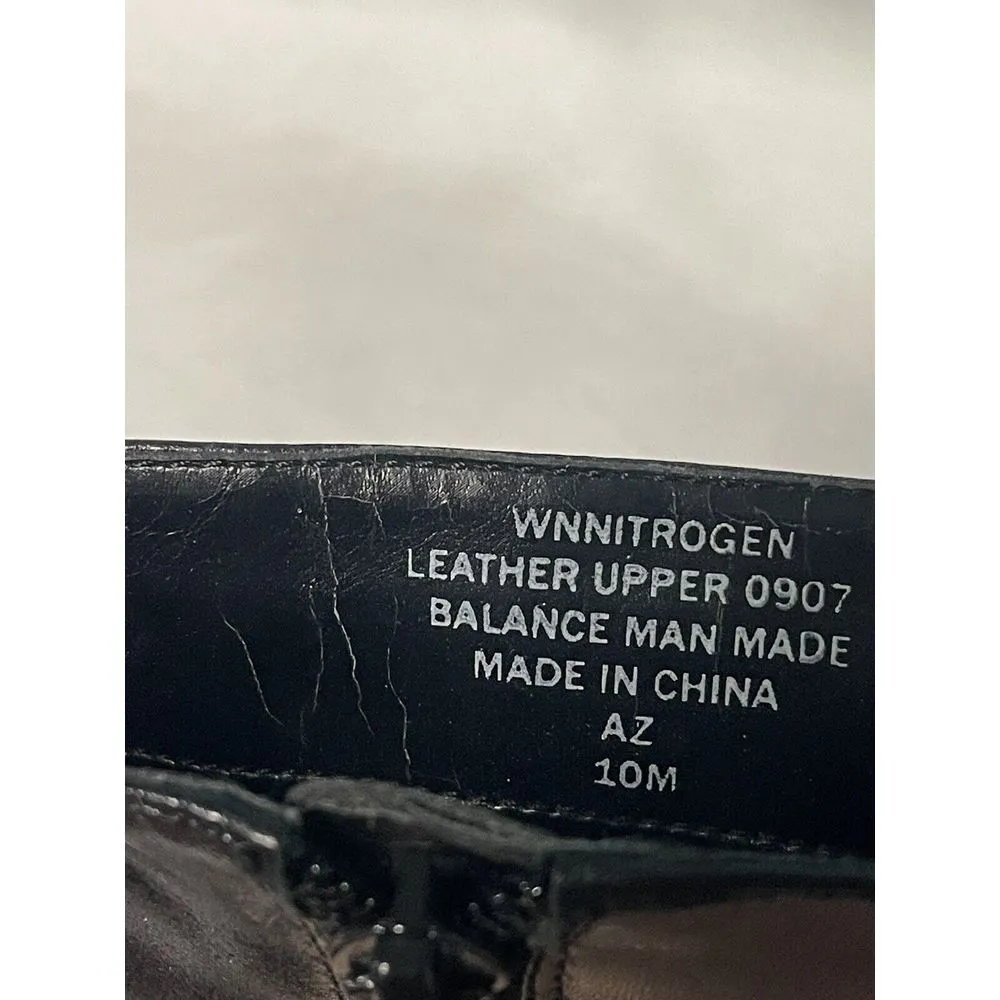 WNNITROGEN
LEATHER UPPER 0907
BALANCE MAN MADE
MADE IN CHINA
AZ
10M